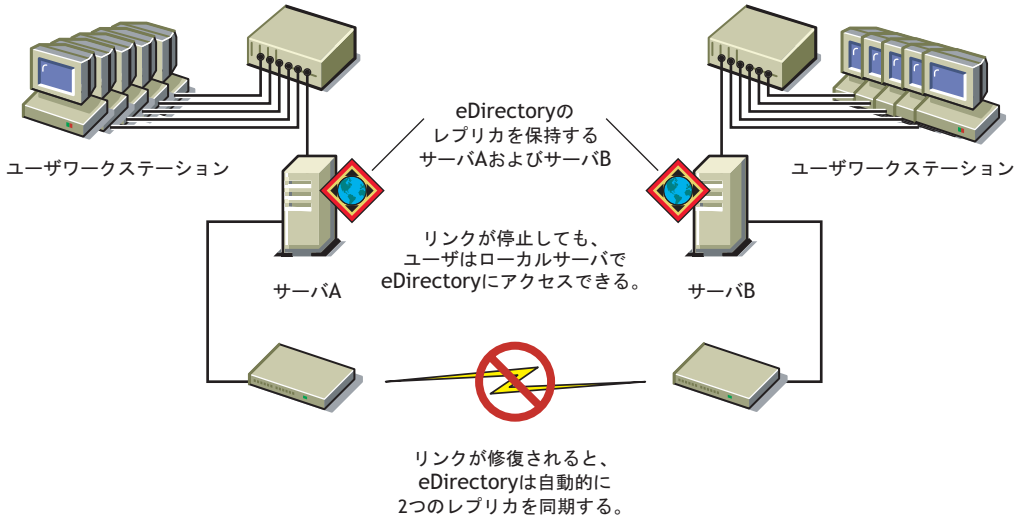 eDirectoryの
レプリカを保持する
サーバAおよびサーバB
ユーザワークステーション
ユーザワークステーション
リンクが停止しても、
ユーザはローカルサーバで
eDirectoryにアクセスできる。
サーバA
サーバB
リンクが修復されると、
eDirectoryは自動的に
2つのレプリカを同期する。